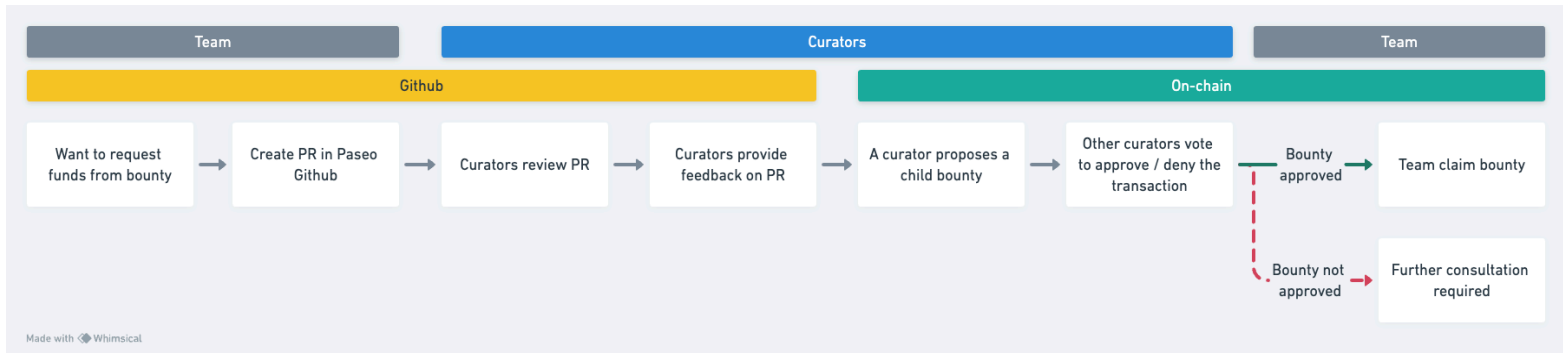 Team
Curators
Team
Github
On-chain
Want to request
funds from bounty
Create PR in Paseo
Github
Curators review PR
Curators provide
feedback on PR
A curator proposes a
child bounty
Other curators vote
to approve / deny the
transaction
Bounty
approved
Team claim bounty
Bounty not
approved
Further consultation
required
Made with Whimsical